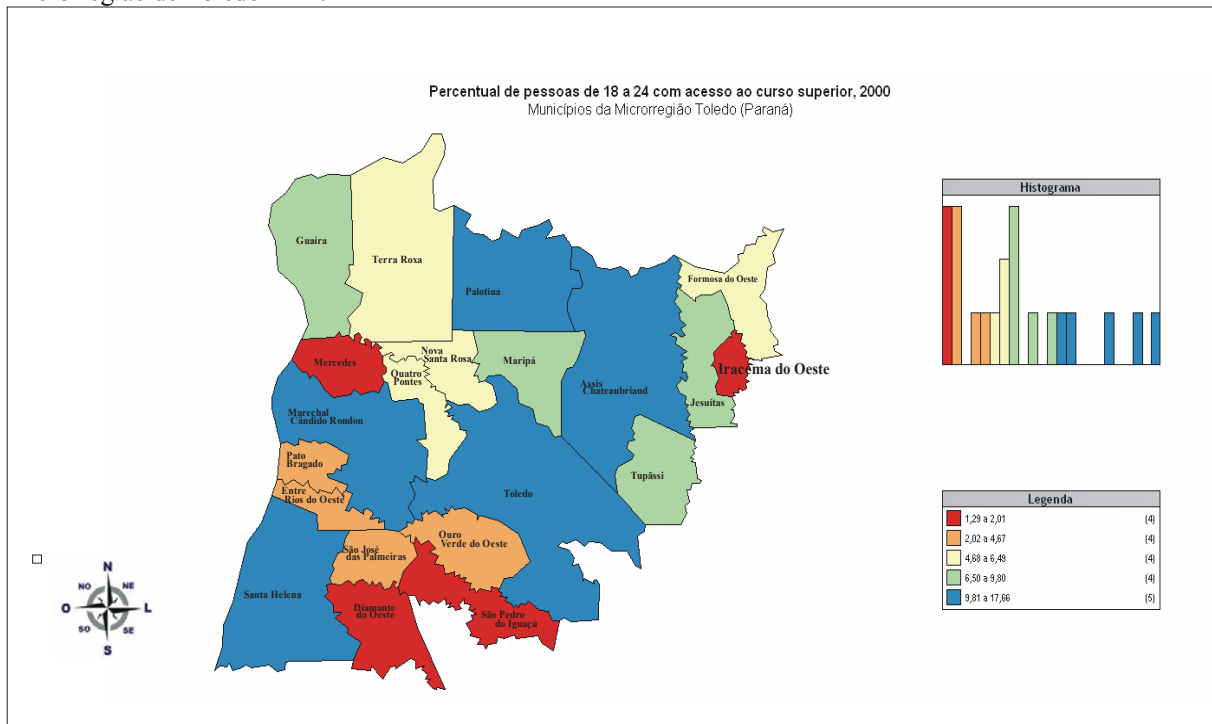 Percentual de pessoas de 18 a 24 com acesso ao curso superior, 2000
Municípios da Microrregião Toledo (Paraná)
Histograma
Guaíra
Terra Roxa
Palotina
Formosa do Oeste
Mercedes
Nova
Santa Rosa
Quatro
Pontes
Maripá
Assis
Chateaubriand
Iracema do Oeste
Jesuítas
Marechal
Cândido Rondon
Pato
Bragado
Entre
Rios do Oeste
Toledo
Tupãssi
São José
das Palmeiras
Ouro
Verde do Oeste
Santa Helena
Diamante
do Oeste
São Pedro
do Iguaçú
Legenda
1,29 a 2,01 (4)
2,02 a 4,67 (4)
4,68 a 6,49 (4)
6,50 a 9,80 (4)
9,81 a 17,66 (5)
N
NO NE
O L
SO SE
S